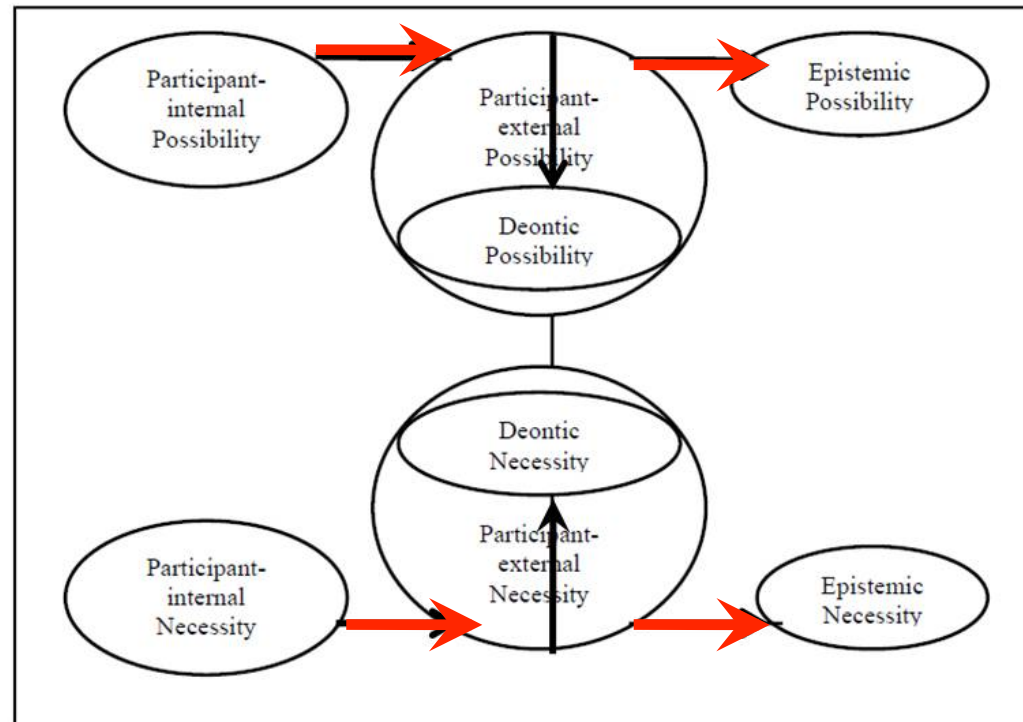 Participant-
internal
Possibility
Participant-
external
Possibility
Deontic
Possibility
Epistemic
Possibility
Deontic
Necessity
Participant-
internal
Necessity
Participant-
external
Necessity
Epistemic
Necessity